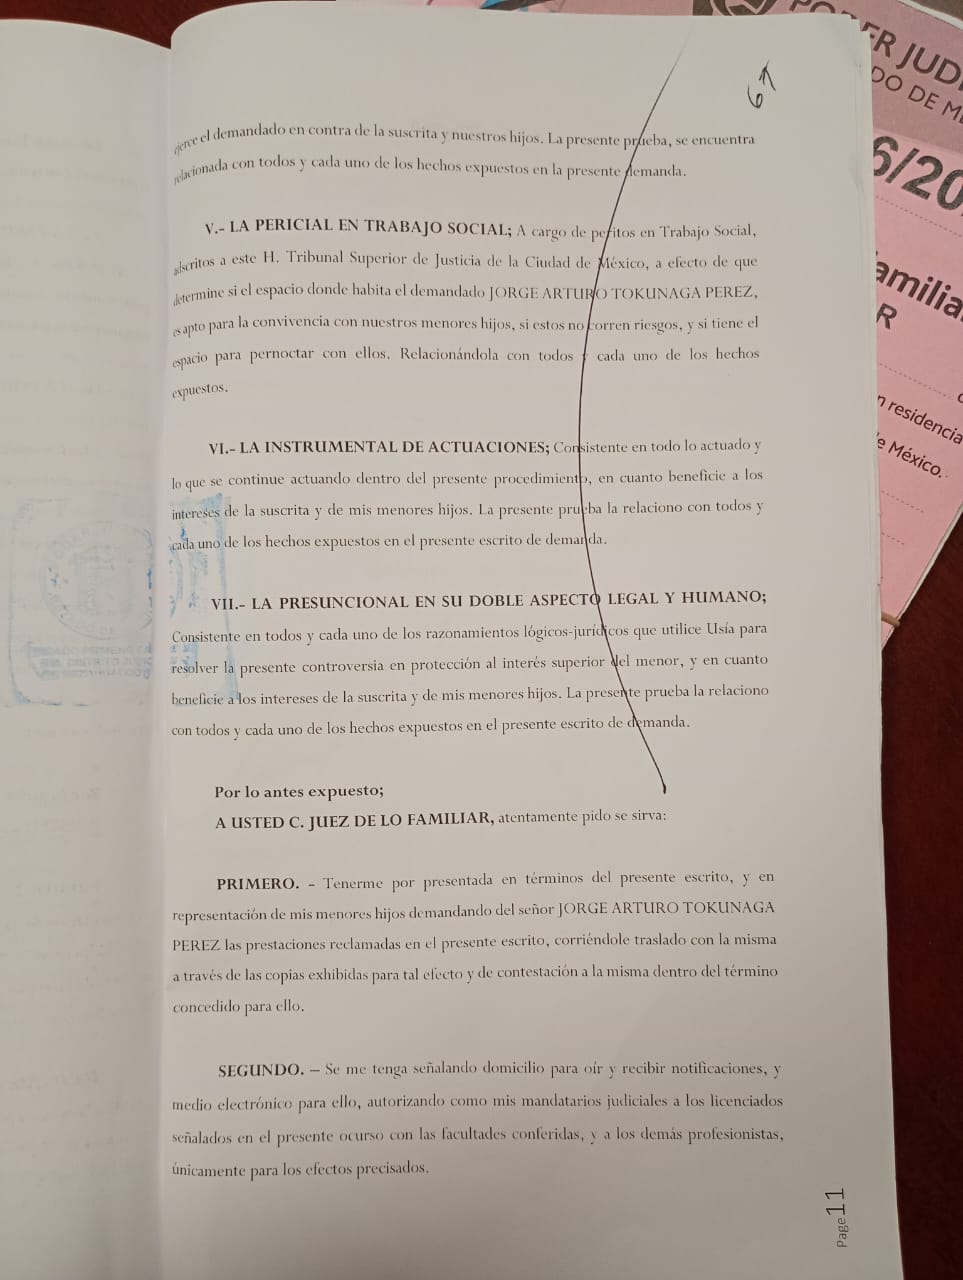 67
ejerce el demandado en contra de la suscrita y nuestros hijos. La presente prueba, se encuentra
relacionada con todos y cada uno de los hechos expuestos en la presente demanda.
V.- LA PERICIAL EN TRABAJO SOCIAL; A cargo de peritos en Trabajo Social,
adscritos a este H. Tribunal Superior de Justicia de la Ciudad de México, a efecto de que
determine si el espacio donde habita el demandado JORGE ARTURO TOKUNAGA PEREZ,
es apto para la convivencia con nuestros menores hijos, si estos no corren riesgos, y si tiene el
espacio para pernoctar con ellos. Relacionándola con todos y cada uno de los hechos
expuestos.
VI.- LA INSTRUMENTAL DE ACTUACIONES; Consistente en todo lo actuado y
lo que se continue actuando dentro del presente procedimiento, en cuanto beneficie a los
intereses de la suscrita y de mis menores hijos. La presente prueba la relaciono con todos y
cada uno de los hechos expuestos en el presente escrito de demanda.
VII.- LA PRESUNCIONAL EN SU DOBLE ASPECTO LEGAL Y HUMANO;
Consistente en todos y cada uno de los razonamientos lógicos-jurídicos que utilice Usía para
resolver la presente controversia en protección al interés superior del menor, y en cuanto
beneficie a los intereses de la suscrita y de mis menores hijos. La presente prueba la relaciono
con todos y cada uno de los hechos expuestos en el presente escrito de demanda.
Por lo antes expuesto;
A USTED C. JUEZ DE LO FAMILIAR, atentamente pido se sirva:
PRIMERO. - Tenerme por presentada en términos del presente escrito, y en
representación de mis menores hijos demandando del señor JORGE ARTURO TOKUNAGA
PEREZ las prestaciones reclamadas en el presente escrito, corriéndole traslado con la misma
a través de las copias exhibidas para tal efecto y de contestación a la misma dentro del término
concedido para ello.
SEGUNDO. – Se me tenga señalando domicilio para oír y recibir notificaciones, y
medio electrónico para ello, autorizando como mis mandatarios judiciales a los licenciados
señalados en el presente ocurso con las facultades conferidas, y a los demás profesionistas,
únicamente para los efectos precisados.
Page 11
6/20
residencia
México.